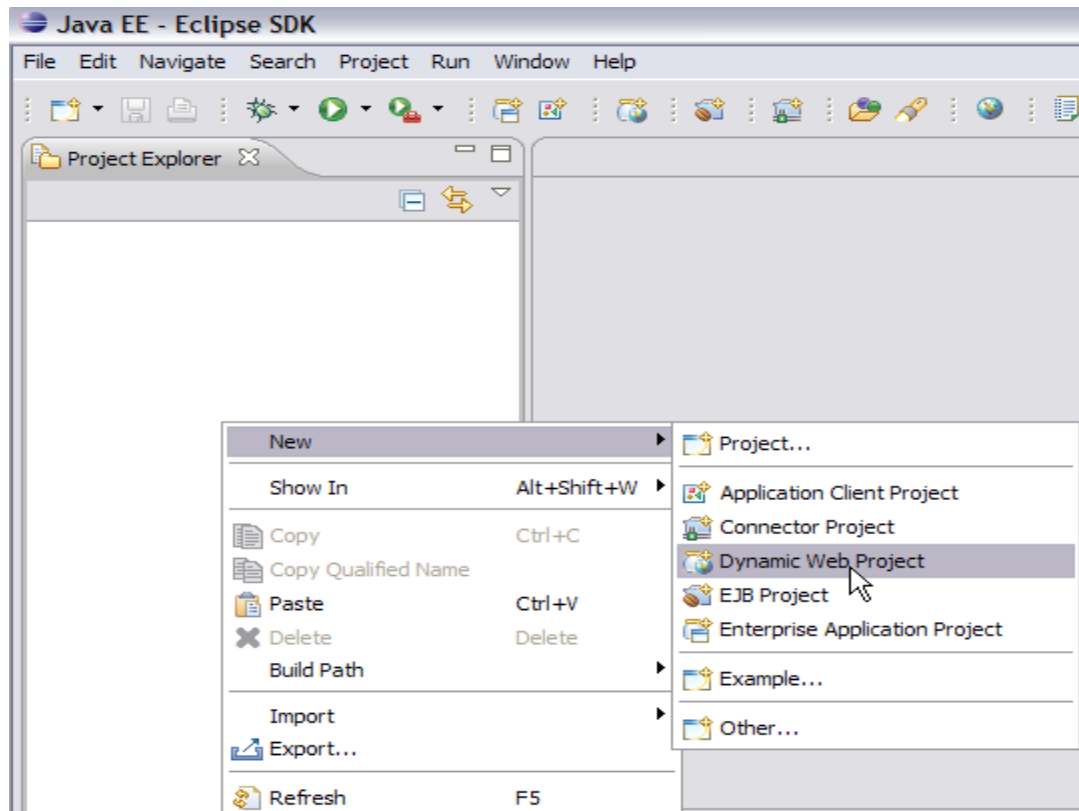 Java EE - Eclipse SDK
File Edit Navigate Search Project Run Window Help
Project Explorer
New
Show In Alt+Shift+W
Copy Ctrl+C
Copy Qualified Name
Paste Ctrl+V
Delete Delete
Build Path
Import
Export...
Refresh F5
Project...
Application Client Project
Connector Project
Dynamic Web Project
EJB Project
Enterprise Application Project
Example...
Other...